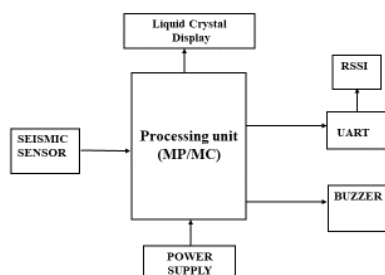 Liquid Crystal
Display
RSSI
SEISMIC
SENSOR
Processing unit
(MP/MC)
UART
BUZZER
POWER
SUPPLY